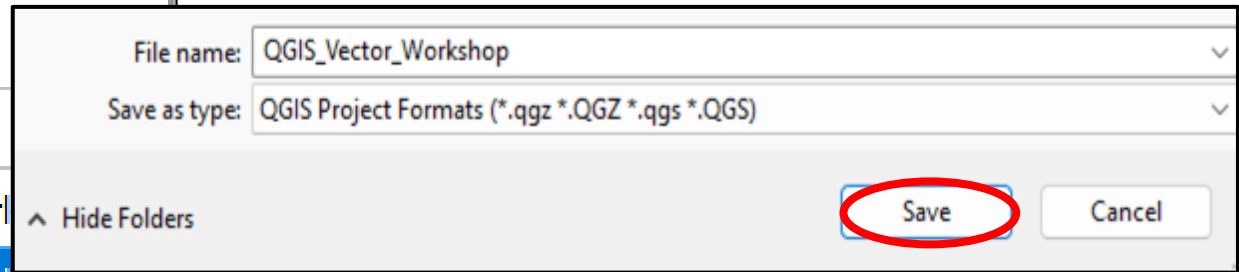 File name: QGIS_Vector_Workshop
Save as type: QGIS Project Formats (*.qgz *.QGZ *.qgs *.QGS)
Hide Folders Save Cancel